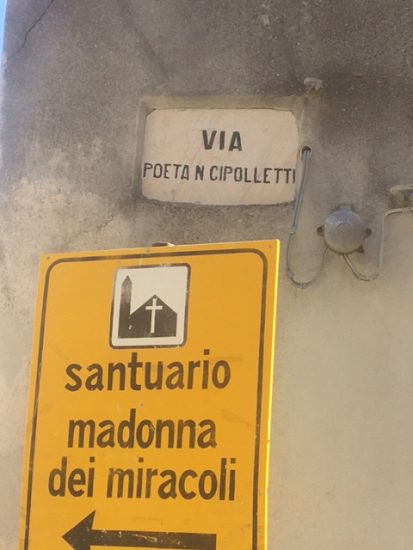 VIA
POETA N CIPOLLETTI
santuario
madonna
dei miracoli